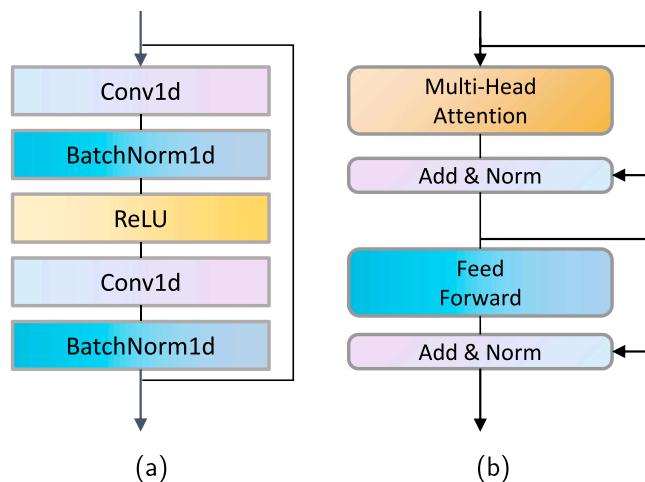 Conv1d
BatchNorm1d
ReLU
Conv1d
BatchNorm1d
(a)
Multi-Head
Attention
Add & Norm
Feed
Forward
Add & Norm
(b)